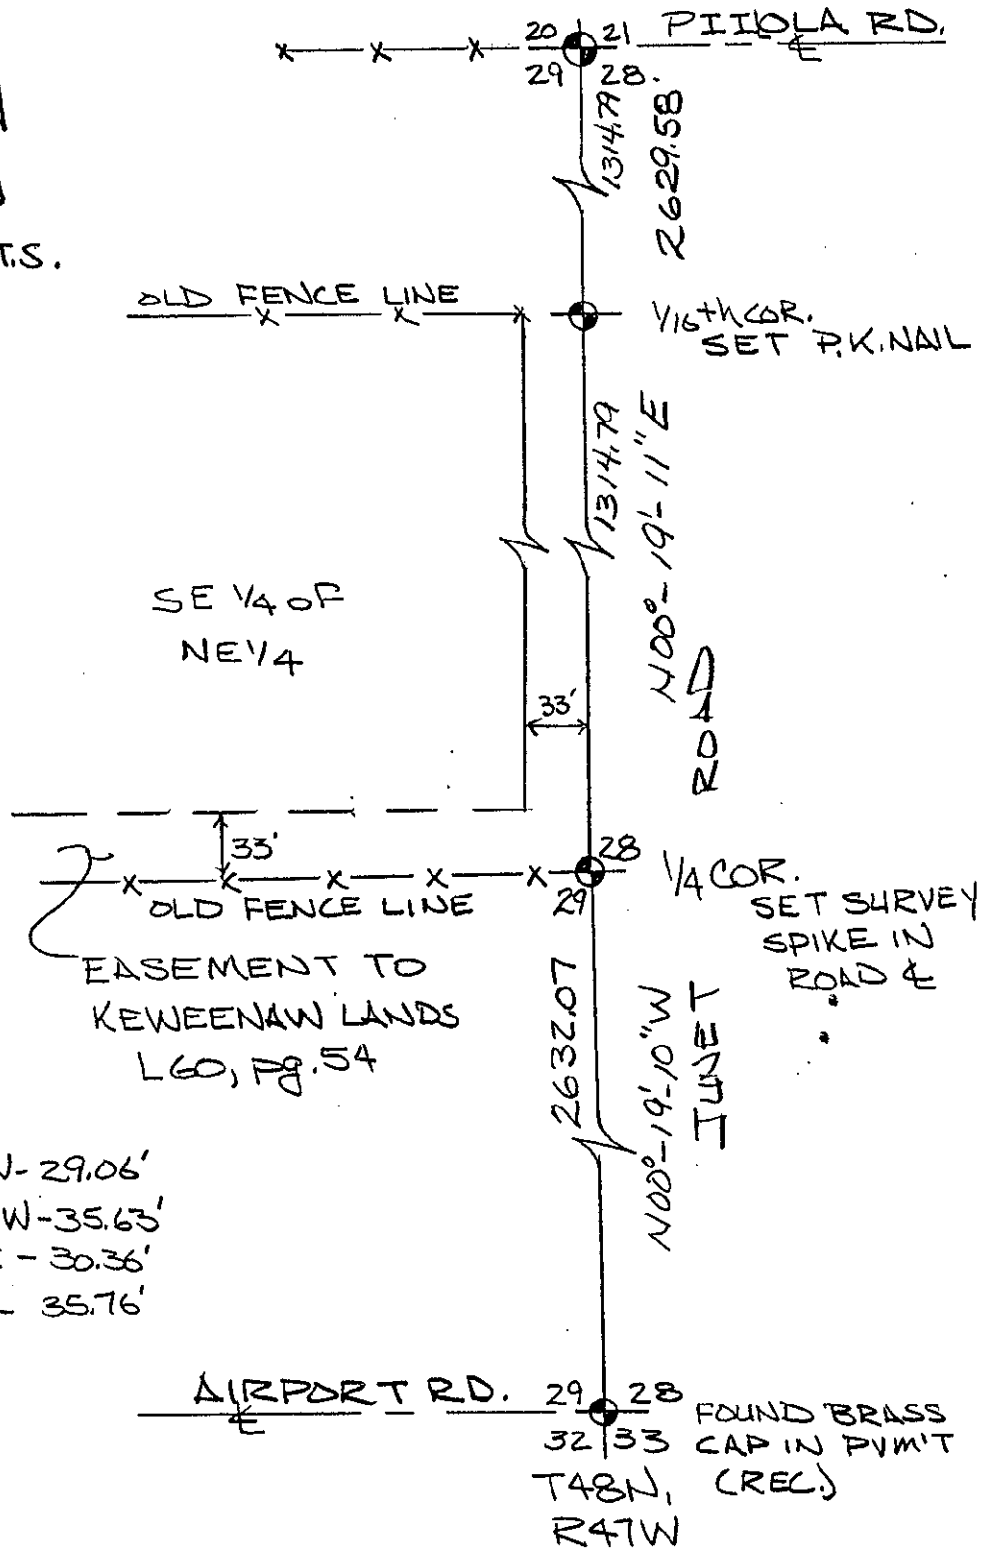 20 21 PIIOLA RD. ℄
29 28
1314.79
2629.58
T.S.
OLD FENCE LINE
1/16th COR.
SET P.K. NAIL
1314.79
N00°-19'-11"E
SE 1/4 OF
NE 1/4
33'
ROAD
33'
28
29
1/4 COR.
SET SURVEY
SPIKE IN
ROAD ℄
OLD FENCE LINE
EASEMENT TO
KEWEENAW LANDS
L60, pg. 54
2632.07
N00°-19'-10"W
JUNET
- 29.06'
W-35.63'
- 30.36'
- 35.76'
AIRPORT RD. ℄
29 28
32 33
FOUND BRASS
CAP IN PVM'T
(REC.)
T48N,
R47W